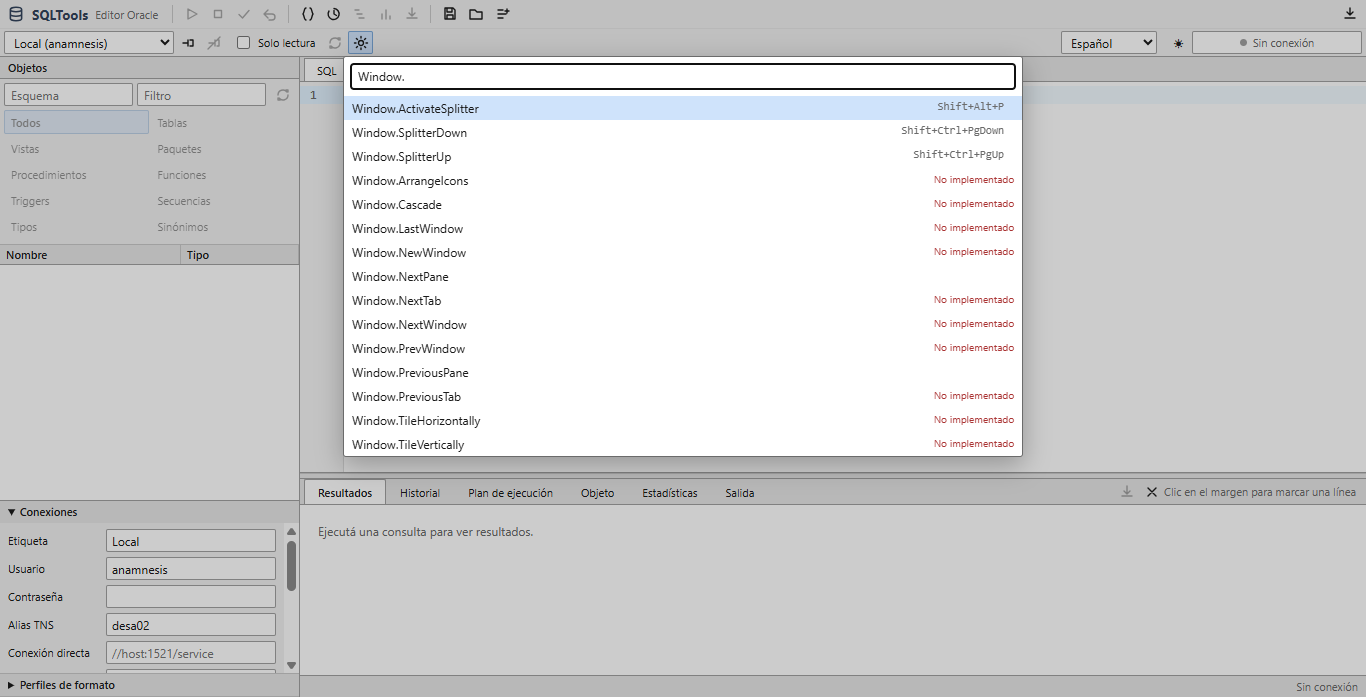 SQLTools Editor Oracle
Local (anamnesis) Solo lectura Español Sin conexión
Objetos
Esquema Filtro
Todos Tablas
Vistas Paquetes
Procedimientos Funciones
Triggers Secuencias
Tipos Sinónimos
Nombre Tipo
SQL
1
Window.
Window.ActivateSplitter Shift+Alt+P
Window.SplitterDown Shift+Ctrl+PgDown
Window.SplitterUp Shift+Ctrl+PgUp
Window.ArrangeIcons No implementado
Window.Cascade No implementado
Window.LastWindow No implementado
Window.NewWindow No implementado
Window.NextPane
Window.NextTab No implementado
Window.NextWindow No implementado
Window.PrevWindow No implementado
Window.PreviousPane
Window.PreviousTab No implementado
Window.TileHorizontally No implementado
Window.TileVertically No implementado
Resultados Historial Plan de ejecución Objeto Estadísticas Salida Clic en el margen para marcar una línea
Ejecutá una consulta para ver resultados.
Conexiones
Etiqueta Local
Usuario anamnesis
Contraseña
Alias TNS desa02
Conexión directa //host:1521/service
Perfiles de formato
Sin conexión